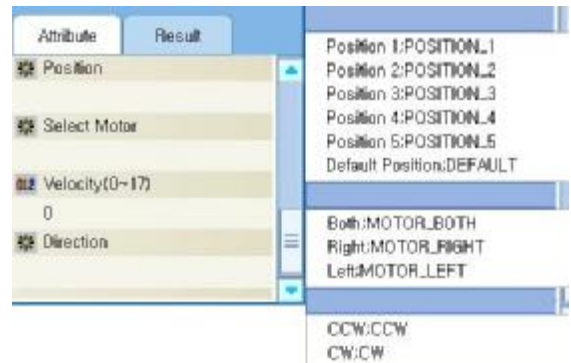 Attribute
Result
Position
Select Motor
Velocity(0~17)
0
Direction
Position 1:POSITION_1
Position 2:POSITION_2
Position 3:POSITION_3
Position 4:POSITION_4
Position 5:POSITION_5
Default Position:DEFAULT
Both:MOTOR_BOTH
Right:MOTOR_RIGHT
Left:MOTOR_LEFT
CCW:CCW
CW:CW